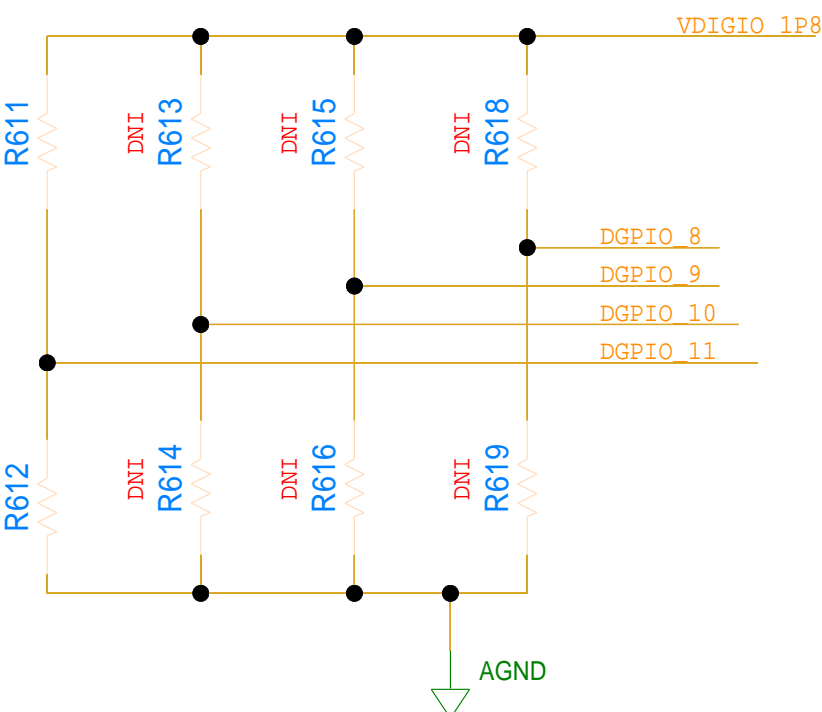 VDIGIO_1P8
R611
DNI
R613
DNI
R615
DNI
R618
DGPIO_8
DGPIO_9
DGPIO_10
DGPIO_11
R612
DNI
R614
DNI
R616
DNI
R619
AGND